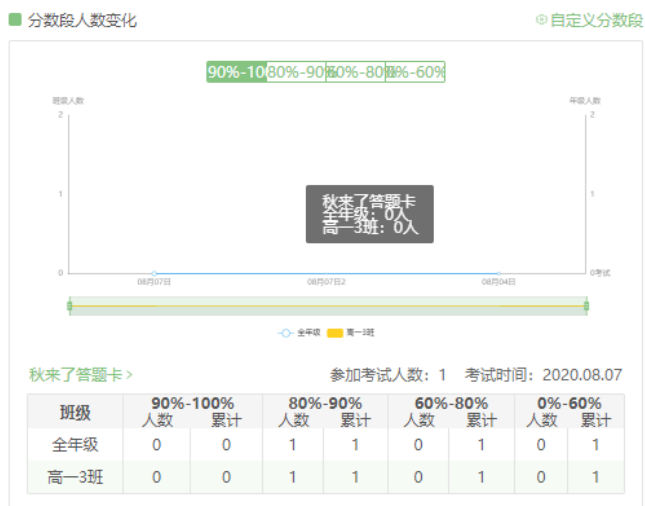 分数段人数变化 自定义分数段
90%-10 80%-90% 60%-80% 0%-60%
班级人数 年级人数
2 2
1 1
秋来了答题卡
全年级：0人
高一3班：0人
0 0考试
08月07日 08月07日2 08月04日
全年级 高一3班
秋来了答题卡> 参加考试人数：1 考试时间：2020.08.07
班级 90%-100% 80%-90% 60%-80% 0%-60%
人数 累计 人数 累计 人数 累计 人数 累计
全年级 0 0 1 1 0 1 0 1
高一3班 0 0 1 1 0 1 0 1